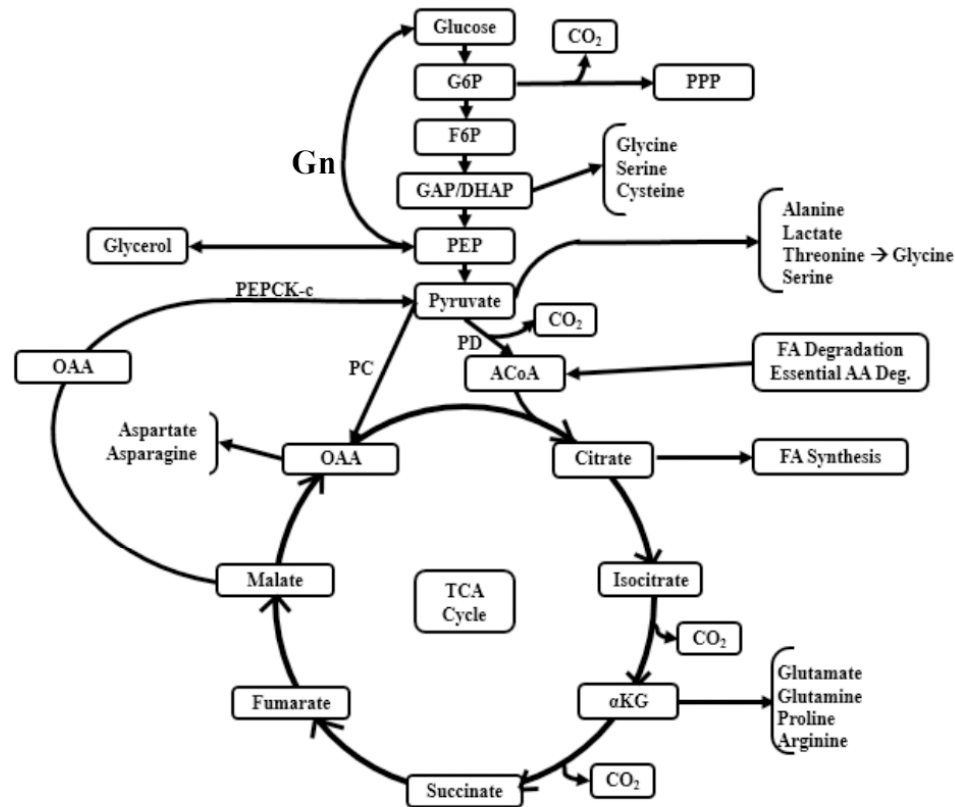 Glucose
CO₂
G6P
PPP
F6P
Gn
Glycine
Serine
Cysteine
GAP/DHAP
Alanine
Lactate
Threonine → Glycine
Serine
Glycerol
PEP
PEPCK-c
Pyruvate
CO₂
PD
PC
OAA
ACoA
FA Degradation
Essential AA Deg.
Aspartate
Asparagine
OAA
Citrate
FA Synthesis
Malate
TCA
Cycle
Isocitrate
CO₂
Glutamate
Glutamine
Proline
Arginine
Fumarate
αKG
CO₂
Succinate